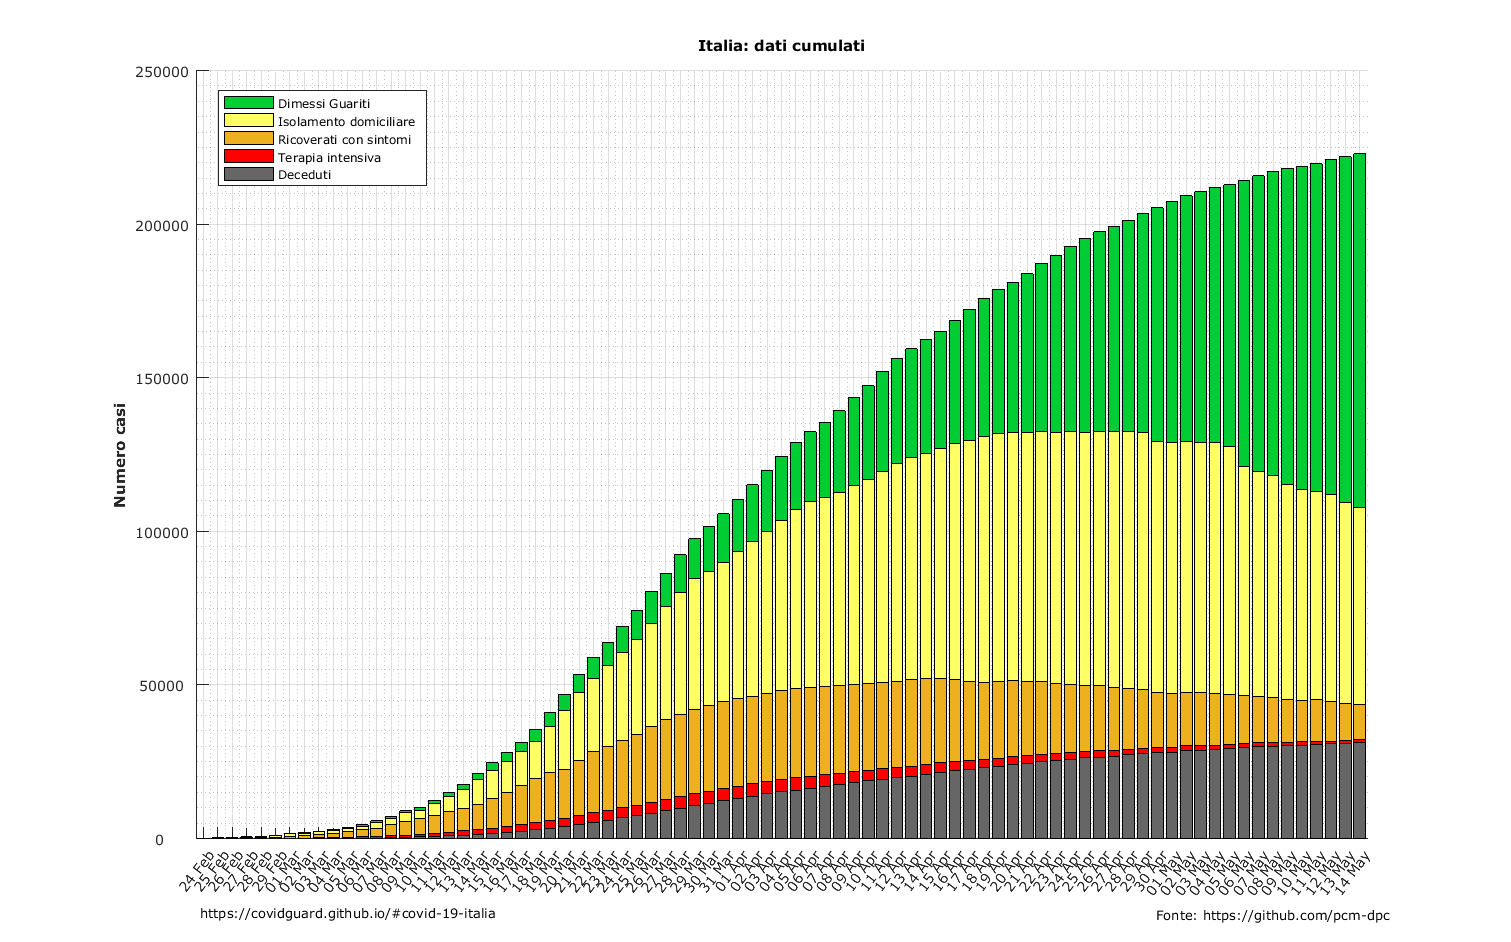 Italia: dati cumulati
250000
200000
150000
100000
50000
0
Numero casi
Dimessi Guariti
Isolamento domiciliare
Ricoverati con sintomi
Terapia intensiva
Deceduti
24 Feb
25 Feb
26 Feb
27 Feb
28 Feb
29 Feb
01 Mar
02 Mar
03 Mar
04 Mar
05 Mar
06 Mar
07 Mar
08 Mar
09 Mar
10 Mar
11 Mar
12 Mar
13 Mar
14 Mar
15 Mar
16 Mar
17 Mar
18 Mar
19 Mar
20 Mar
21 Mar
22 Mar
23 Mar
24 Mar
25 Mar
26 Mar
27 Mar
28 Mar
29 Mar
30 Mar
31 Mar
01 Apr
02 Apr
03 Apr
04 Apr
05 Apr
06 Apr
07 Apr
08 Apr
09 Apr
10 Apr
11 Apr
12 Apr
13 Apr
14 Apr
15 Apr
16 Apr
17 Apr
18 Apr
19 Apr
20 Apr
21 Apr
22 Apr
23 Apr
24 Apr
25 Apr
26 Apr
27 Apr
28 Apr
29 Apr
30 Apr
01 May
02 May
03 May
04 May
05 May
06 May
07 May
08 May
09 May
10 May
11 May
12 May
13 May
14 May
https://covidguard.github.io/#covid-19-italia
Fonte: https://github.com/pcm-dpc